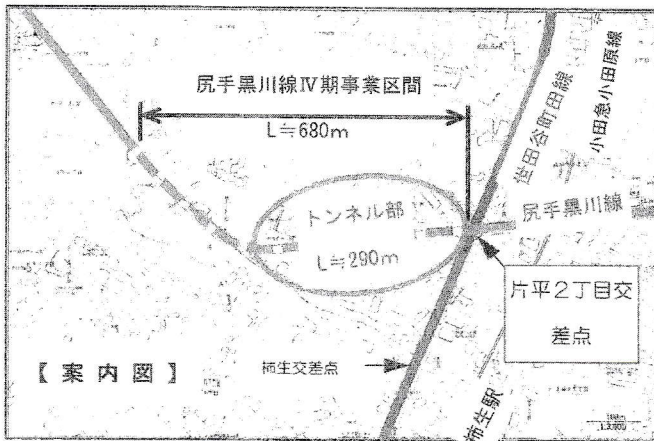 尻手黒川線Ⅳ期事業区間
L≒680m
世田谷町田線
小田急小田原線
トンネル部
L≒290m
尻手黒川線
片平2丁目交
差点
【 案 内 図 】
柿生交差点
柿生駅